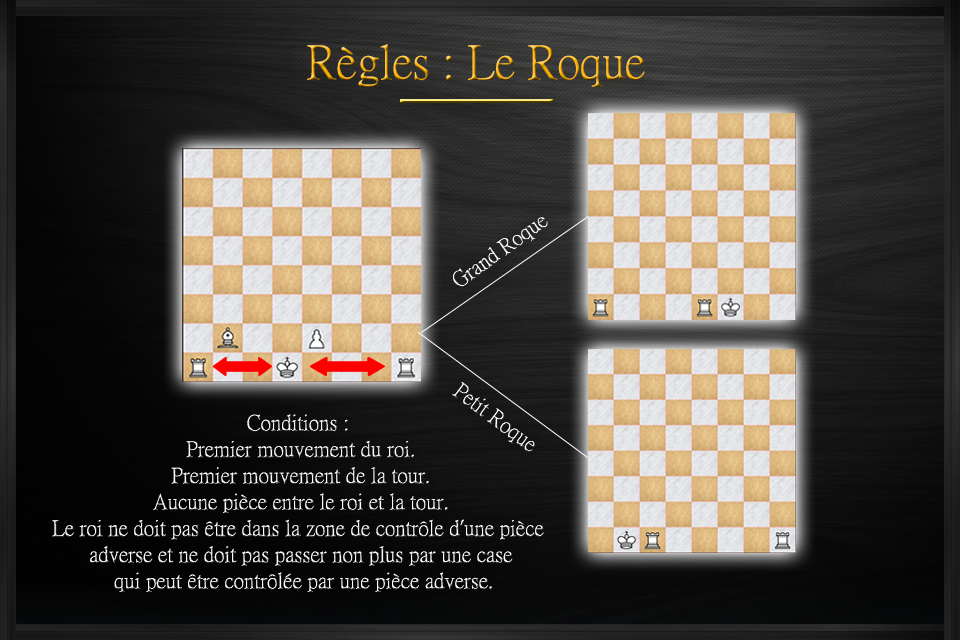 Règles : Le Roque
Grand Roque
Petit Roque
Conditions :
Premier mouvement du roi.
Premier mouvement de la tour.
Aucune pièce entre le roi et la tour.
Le roi ne doit pas être dans la zone de contrôle d'une pièce
adverse et ne doit pas passer non plus par une case
qui peut être contrôlée par une pièce adverse.